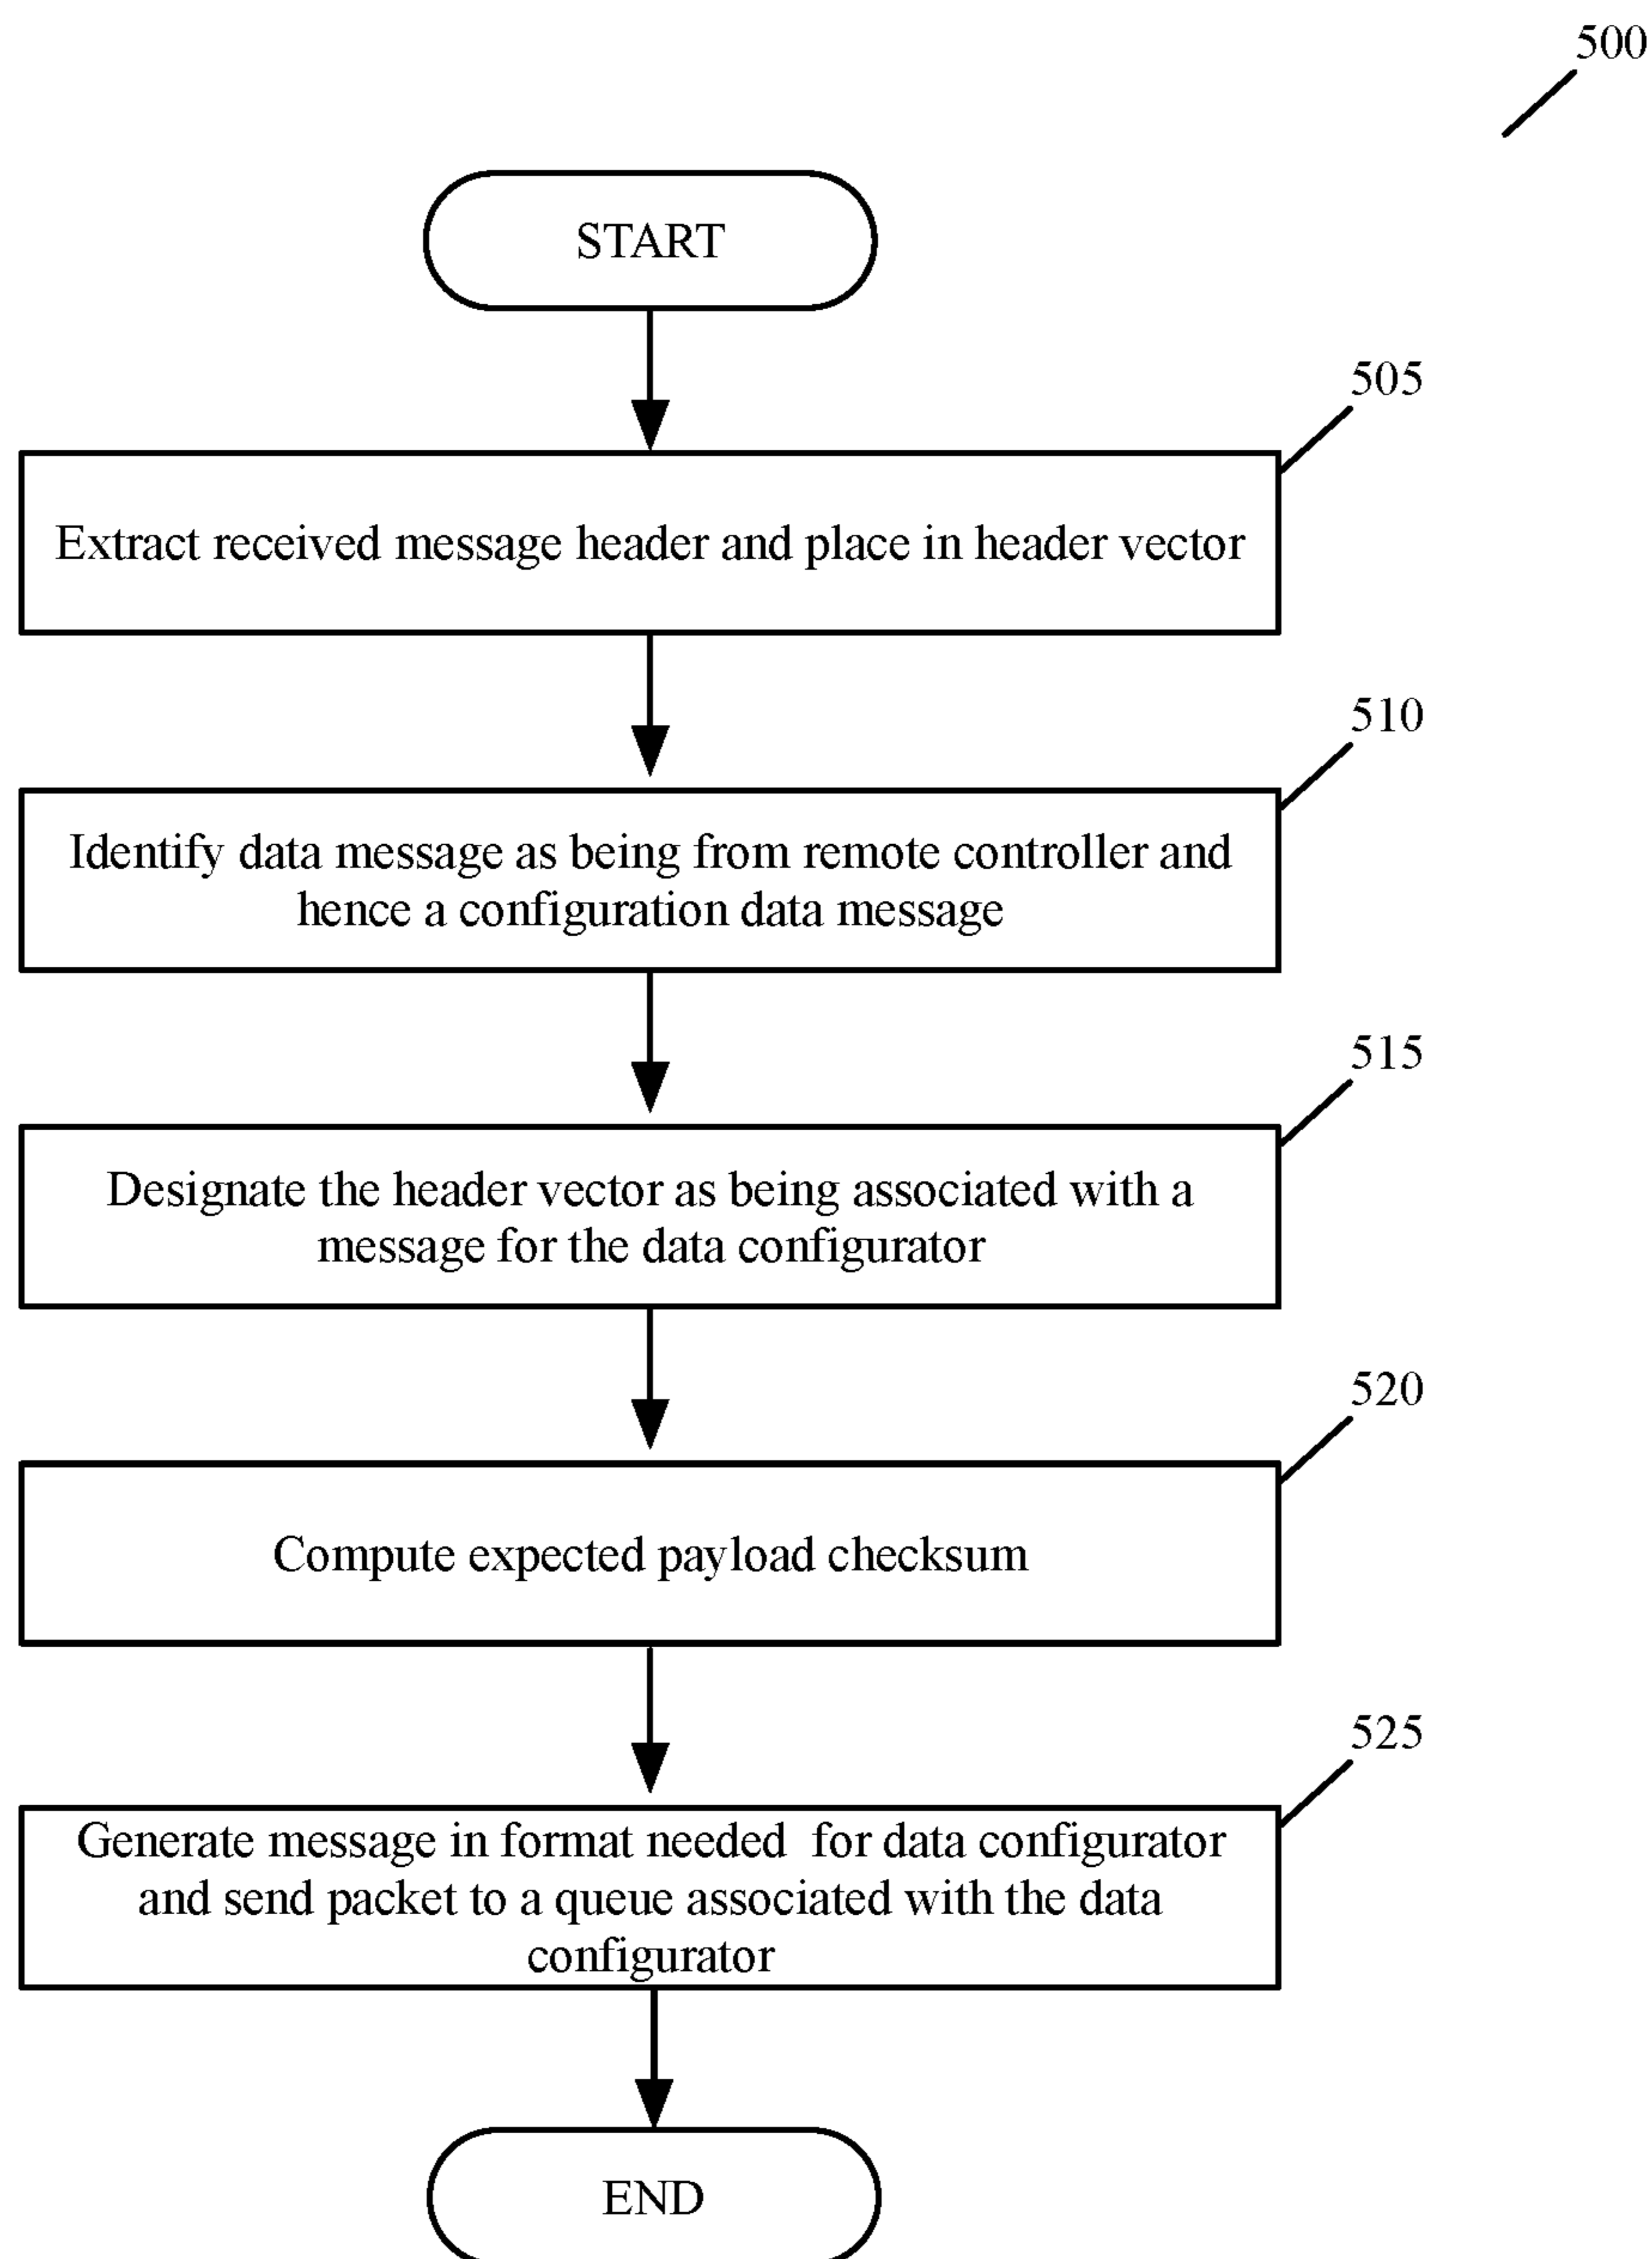 500
START
505
Extract received message header and place in header vector
510
Identify data message as being from remote controller and
hence a configuration data message
515
Designate the header vector as being associated with a
message for the data configurator
520
Compute expected payload checksum
525
Generate message in format needed for data configurator
and send packet to a queue associated with the data
configurator
END